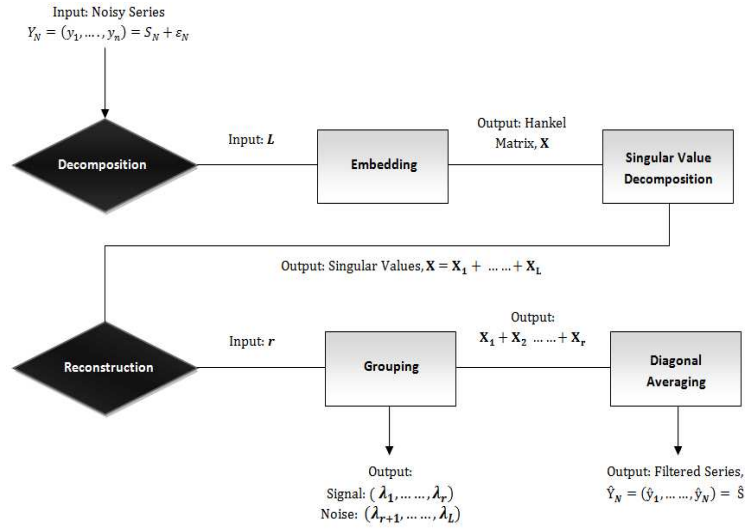 Input: Noisy Series
Y_N = (y_1, …., y_n) = S_N + ε_N
Decomposition
Input: L
Embedding
Output: Hankel
Matrix, X
Singular Value
Decomposition
Output: Singular Values, X = X_1 + …… + X_L
Reconstruction
Input: r
Grouping
Output:
X_1 + X_2 …… + X_r
Diagonal
Averaging
Output:
Signal: (λ_1, ……, λ_r)
Noise: (λ_{r+1}, ……, λ_L)
Output: Filtered Series,
Ŷ_N = (ŷ_1, ……, ŷ_N) = Ŝ